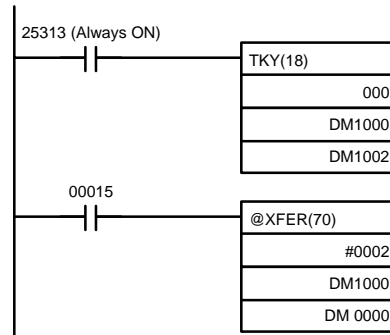 25313 (Always ON)
TKY(18)
000
DM1000
DM1002
00015
@XFER(70)
#0002
DM1000
DM 0000